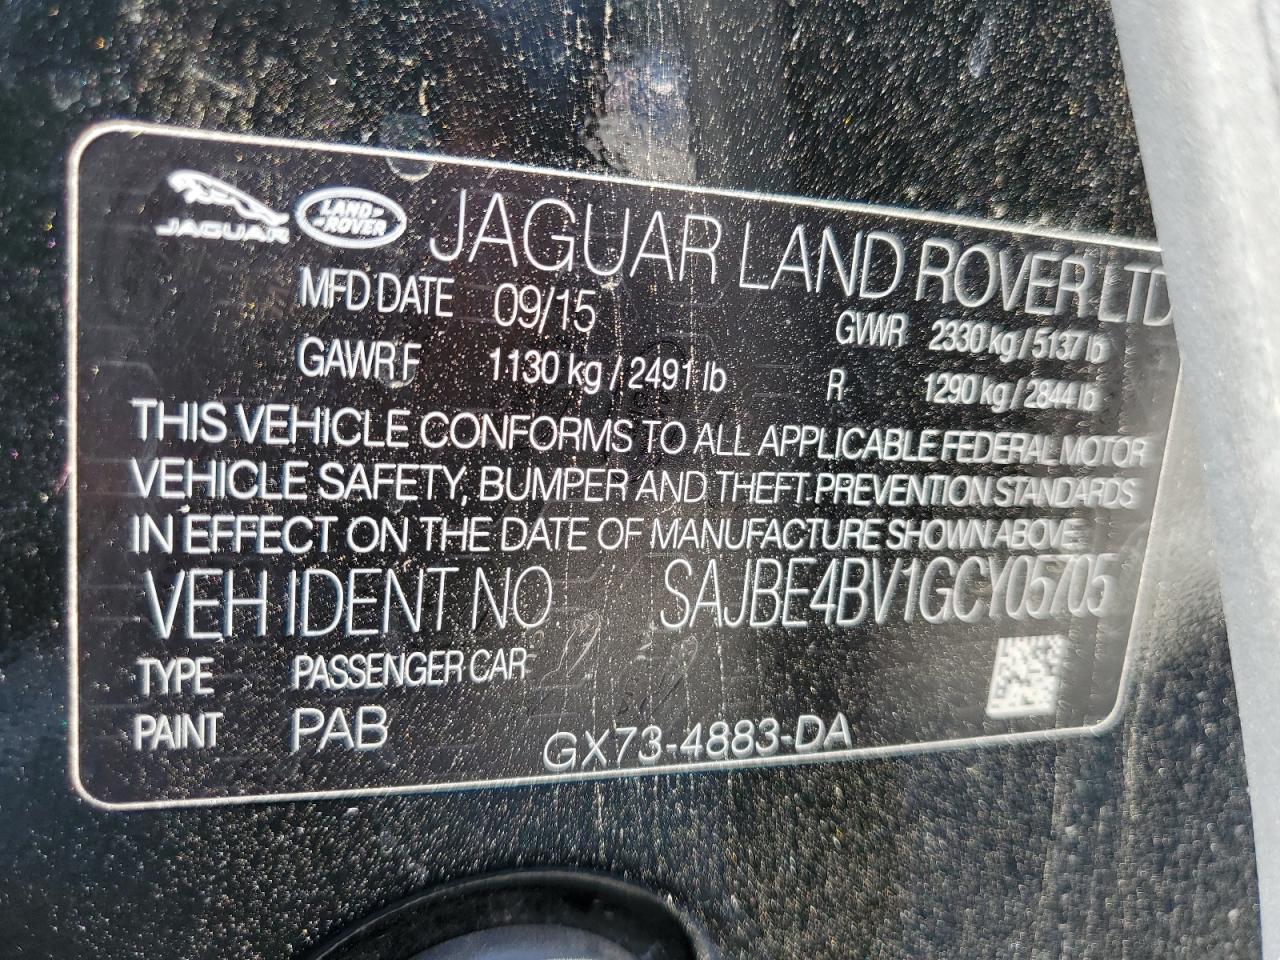 JAGUAR LAND ROVER JAGUAR LAND ROVER LTD
MFD DATE 09/15 GVWR 2330 kg / 5137 lb
GAWR F 1130 kg / 2491 lb R 1290 kg / 2844 lb
THIS VEHICLE CONFORMS TO ALL APPLICABLE FEDERAL MOTOR
VEHICLE SAFETY, BUMPER AND THEFT PREVENTION STANDARDS
IN EFFECT ON THE DATE OF MANUFACTURE SHOWN ABOVE
VEH IDENT NO SAJBE4BV1GCY05705
TYPE PASSENGER CAR
PAINT PAB
GX73-4883-DA